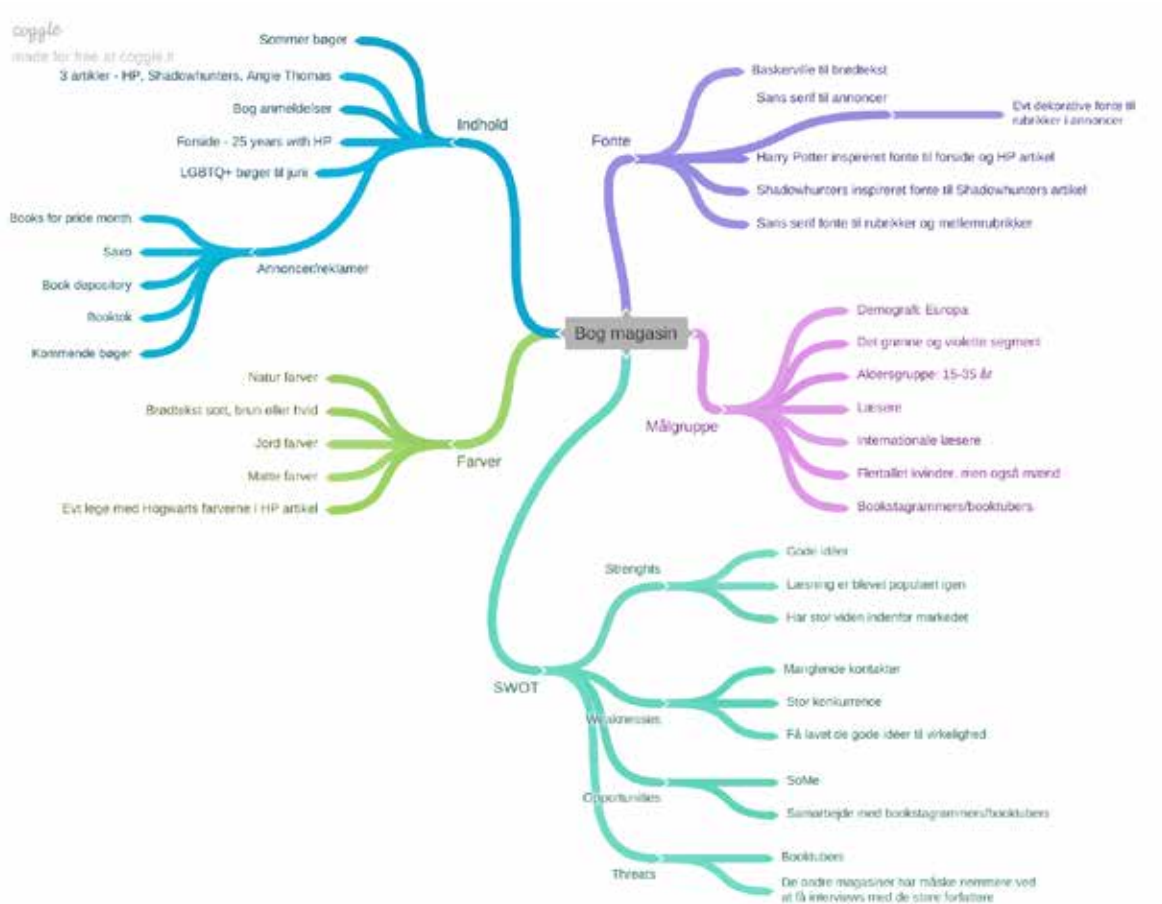 coggle
made for free at coggle.it
Sommer bøger
3 artikler - HP, Shadowhunters, Angie Thomas
Bog anmeldelser
Forside - 25 years with HP
LGBTQ+ bøger til juni
Indhold
Books for pride month
Saxo
Book depository
Booktok
Kommende bøger
Annoncer/reklamer
Natur farver
Brødtekst sort, brun eller hvid
Jord farver
Matte farver
Evt lege med Hogwarts farverne i HP artikel
Farver
Bog magasin
Fonte
Baskerville til brødtekst
Sans serif til annoncer
Evt dekorative fonte til
rubrikker i annoncer
Harry Potter inspireret fonte til forside og HP artikel
Shadowhunters inspireret fonte til Shadowhunters artikel
Sans serif fonte til rubrikker og mellemrubrikker
Målgruppe
Demografi: Europa
Det grønne og violette segment
Aldersgruppe: 15-35 år
Læsere
Internationale læsere
Flertallet kvinder, men også mænd
Bookstagrammers/booktubers
SWOT
Strenghts
Gode idéer
Læsning er blevet populært igen
Har stor viden indenfor markedet
Weaknesses
Manglende kontakter
Stor konkurrence
Få lavet de gode idéer til virkelighed
Opportunities
SoMe
Samarbejde med bookstagrammers/booktubers
Threats
Booktubers
De andre magasiner har måske nemmere ved
at få interviews med de store forfattere